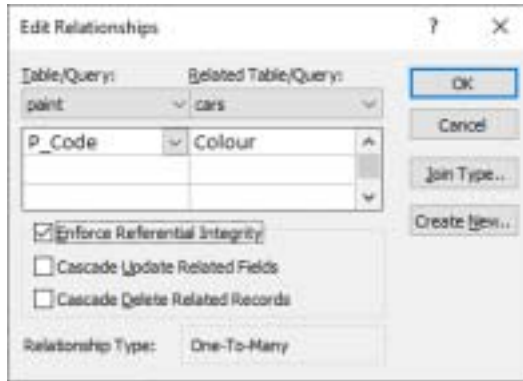 Edit Relationships ? ✕
Table/Query: Related Table/Query:
paint cars
OK
P_Code Colour
Cancel
Join Type..
Create New..
Enforce Referential Integrity
Cascade Update Related Fields
Cascade Delete Related Records
Relationship Type: One-To-Many